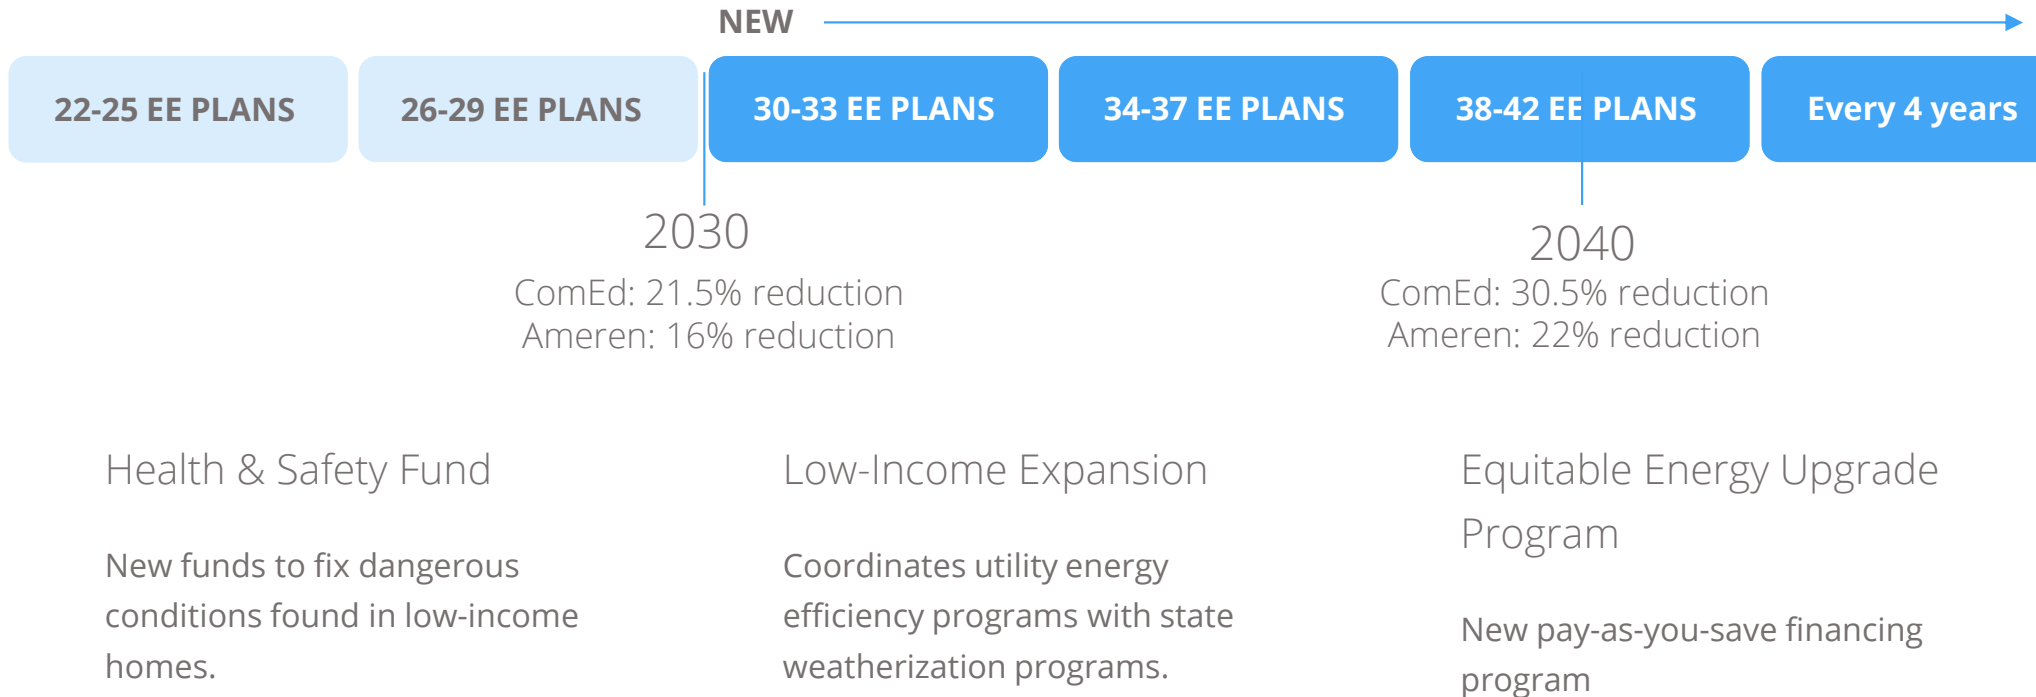 NEW
22-25 EE PLANS
26-29 EE PLANS
30-33 EE PLANS
34-37 EE PLANS
38-42 EE PLANS
Every 4 years
2030
ComEd: 21.5% reduction
Ameren: 16% reduction
2040
ComEd: 30.5% reduction
Ameren: 22% reduction
Health & Safety Fund
New funds to fix dangerous
conditions found in low-income
homes.
Low-Income Expansion
Coordinates utility energy
efficiency programs with state
weatherization programs.
Equitable Energy Upgrade
Program
New pay-as-you-save financing
program